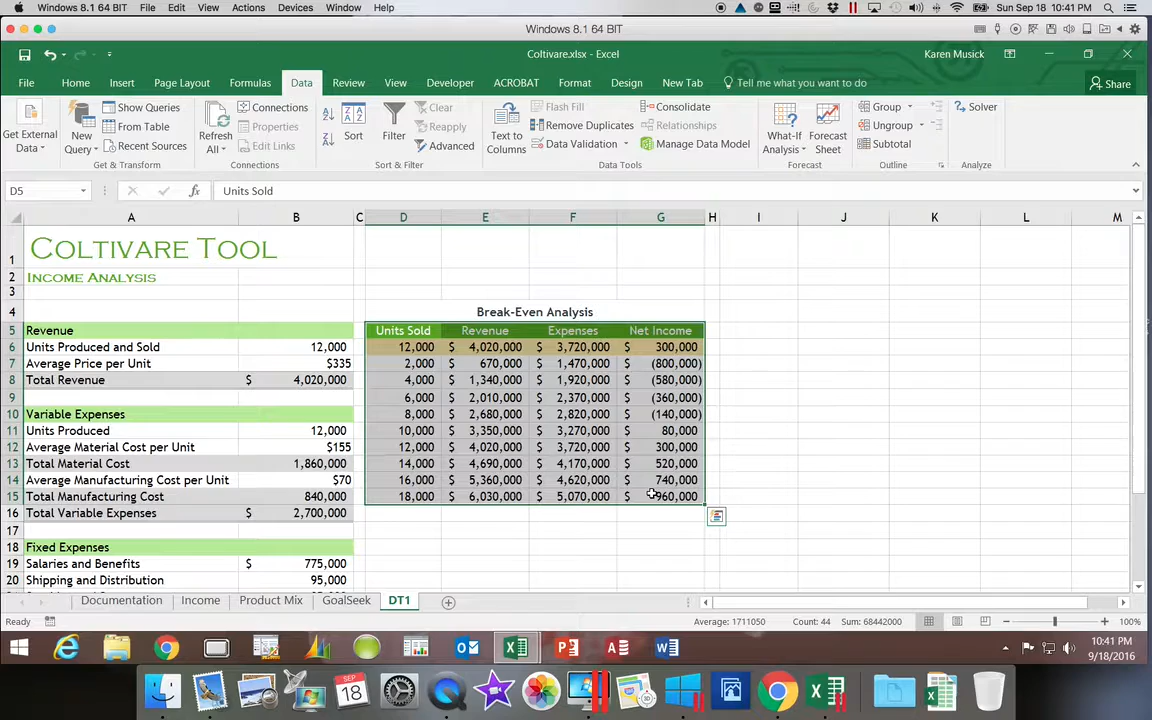 Windows 8.1 64 BIT File Edit View Actions Devices Window Help Sun Sep 18 10:41 PM
Windows 8.1 64 BIT
Coltivare.xlsx - Excel Karen Musick
File Home Insert Page Layout Formulas Data Review View Developer ACROBAT Format Design New Tab Tell me what you want to do Share
Get External Data
New Query
Show Queries
From Table
Recent Sources
Get & Transform
Refresh All
Connections
Properties
Edit Links
Connections
Sort
Filter
Clear
Reapply
Advanced
Sort & Filter
Text to Columns
Flash Fill
Remove Duplicates
Data Validation
Consolidate
Relationships
Manage Data Model
Data Tools
What-If Analysis
Forecast Sheet
Forecast
Group
Ungroup
Subtotal
Outline
Solver
Analyze
D5 fx Units Sold
A B C D E F G H I J K L M
1 Coltivare Tool
2 Income Analysis
3
4 Break-Even Analysis
5 Revenue Units Sold Revenue Expenses Net Income
6 Units Produced and Sold 12,000 12,000 $ 4,020,000 $ 3,720,000 $ 300,000
7 Average Price per Unit $335 2,000 $ 670,000 $ 1,470,000 $ (800,000)
8 Total Revenue $ 4,020,000 4,000 $ 1,340,000 $ 1,920,000 $ (580,000)
9 6,000 $ 2,010,000 $ 2,370,000 $ (360,000)
10 Variable Expenses 8,000 $ 2,680,000 $ 2,820,000 $ (140,000)
11 Units Produced 12,000 10,000 $ 3,350,000 $ 3,270,000 $ 80,000
12 Average Material Cost per Unit $155 12,000 $ 4,020,000 $ 3,720,000 $ 300,000
13 Total Material Cost 1,860,000 14,000 $ 4,690,000 $ 4,170,000 $ 520,000
14 Average Manufacturing Cost per Unit $70 16,000 $ 5,360,000 $ 4,620,000 $ 740,000
15 Total Manufacturing Cost 840,000 18,000 $ 6,030,000 $ 5,070,000 $ 960,000
16 Total Variable Expenses $ 2,700,000
17
18 Fixed Expenses
19 Salaries and Benefits $ 775,000
20 Shipping and Distribution 95,000
Documentation Income Product Mix GoalSeek DT1
Ready Average: 1711050 Count: 44 Sum: 68442000 100%
10:41 PM
9/18/2016
SEP
18